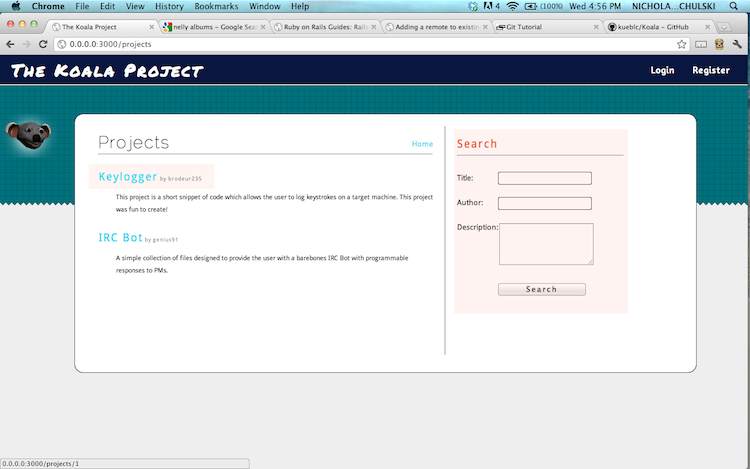 Chrome File Edit View History Bookmarks Window Help 4 (100%) Wed 4:56 PM NICHOLA...CHULSKI
The Koala Project
nelly albums – Google Sea
Ruby on Rails Guides: Rails
Adding a remote to existin
Git Tutorial
kueblc/Koala – GitHub
0.0.0.0:3000/projects
The Koala Project
Login Register
Projects
Home
Keylogger by brodeur235
This project is a short snippet of code which allows the user to log keystrokes on a target machine. This project
was fun to create!
IRC Bot by genius91
A simple collection of files designed to provide the user with a barebones IRC Bot with programmable
responses to PMs.
Search
Title:
Author:
Description:
Search
0.0.0.0:3000/projects/1